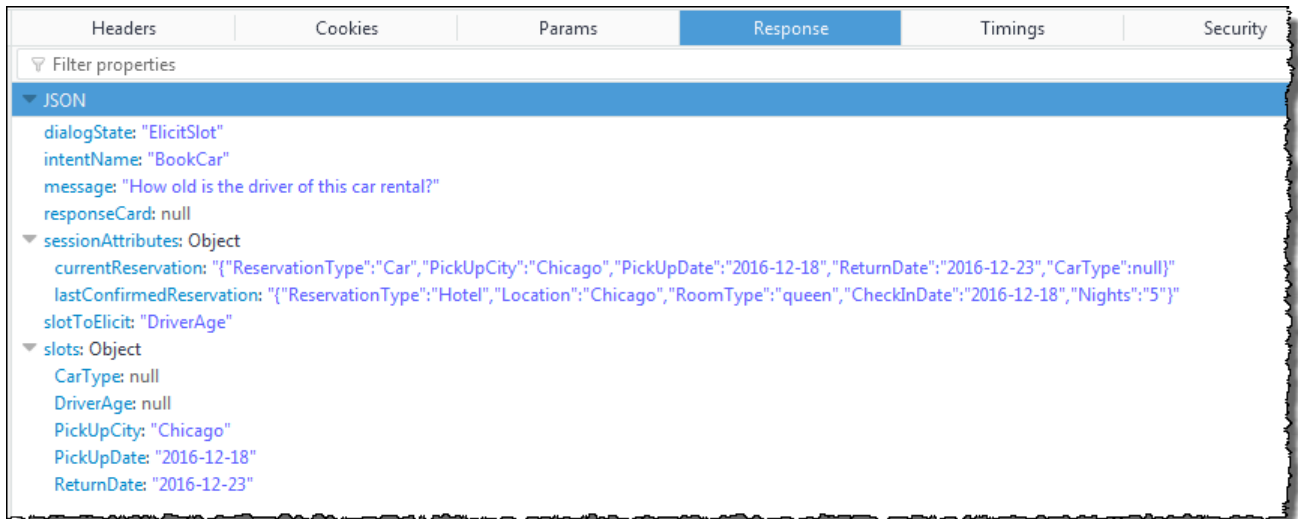 Headers Cookies Params Response Timings Security
Filter properties
JSON
dialogState: "ElicitSlot"
intentName: "BookCar"
message: "How old is the driver of this car rental?"
responseCard: null
sessionAttributes: Object
currentReservation: "{"ReservationType":"Car","PickUpCity":"Chicago","PickUpDate":"2016-12-18","ReturnDate":"2016-12-23","CarType":null}"
lastConfirmedReservation: "{"ReservationType":"Hotel","Location":"Chicago","RoomType":"queen","CheckInDate":"2016-12-18","Nights":"5"}"
slotToElicit: "DriverAge"
slots: Object
CarType: null
DriverAge: null
PickUpCity: "Chicago"
PickUpDate: "2016-12-18"
ReturnDate: "2016-12-23"